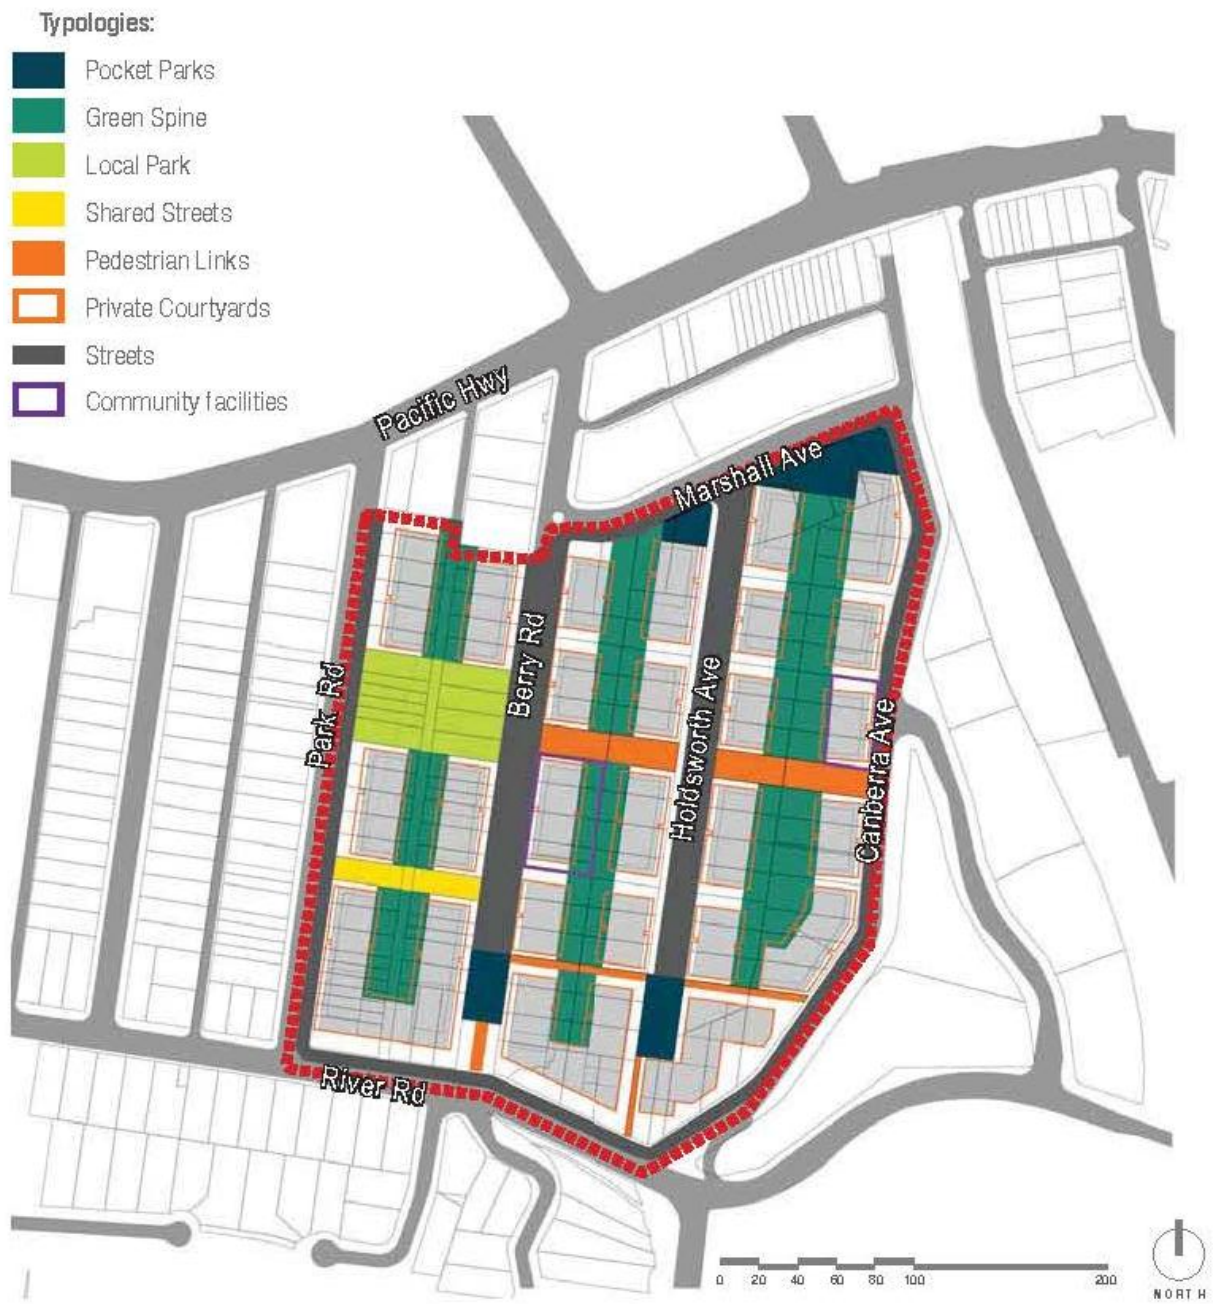 Typologies:
Pocket Parks
Green Spine
Local Park
Shared Streets
Pedestrian Links
Private Courtyards
Streets
Community facilities
Pacific Hwy
Marshall Ave
Park Rd
Berry Rd
Holdsworth Ave
Canberra Ave
River Rd
0 20 40 60 80 100 200
NORTH